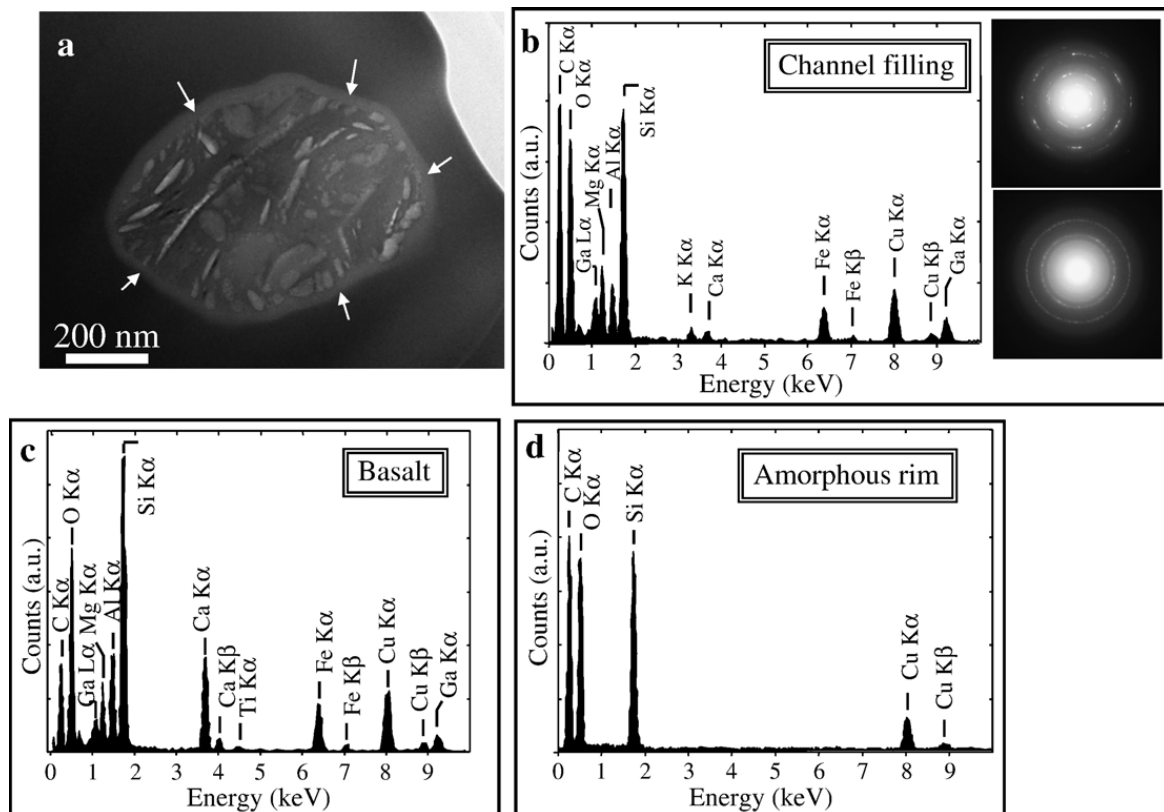 a
200 nm
b
Channel filling
C Kα
O Kα
Ga Lα
Mg Kα
Al Kα
Si Kα
K Kα
Ca Kα
Fe Kα
Fe Kβ
Cu Kα
Cu Kβ
Ga Kα
Counts (a.u.)
0 1 2 3 4 5 6 7 8 9
Energy (keV)
c
Basalt
C Kα
O Kα
Ga Lα
Mg Kα
Al Kα
Si Kα
Ca Kα
Ca Kβ
Ti Kα
Fe Kα
Fe Kβ
Cu Kα
Cu Kβ
Ga Kα
Counts (a.u.)
0 1 2 3 4 5 6 7 8 9
Energy (keV)
d
Amorphous rim
C Kα
O Kα
Si Kα
Cu Kα
Cu Kβ
Counts (a.u.)
0 1 2 3 4 5 6 7 8 9
Energy (keV)